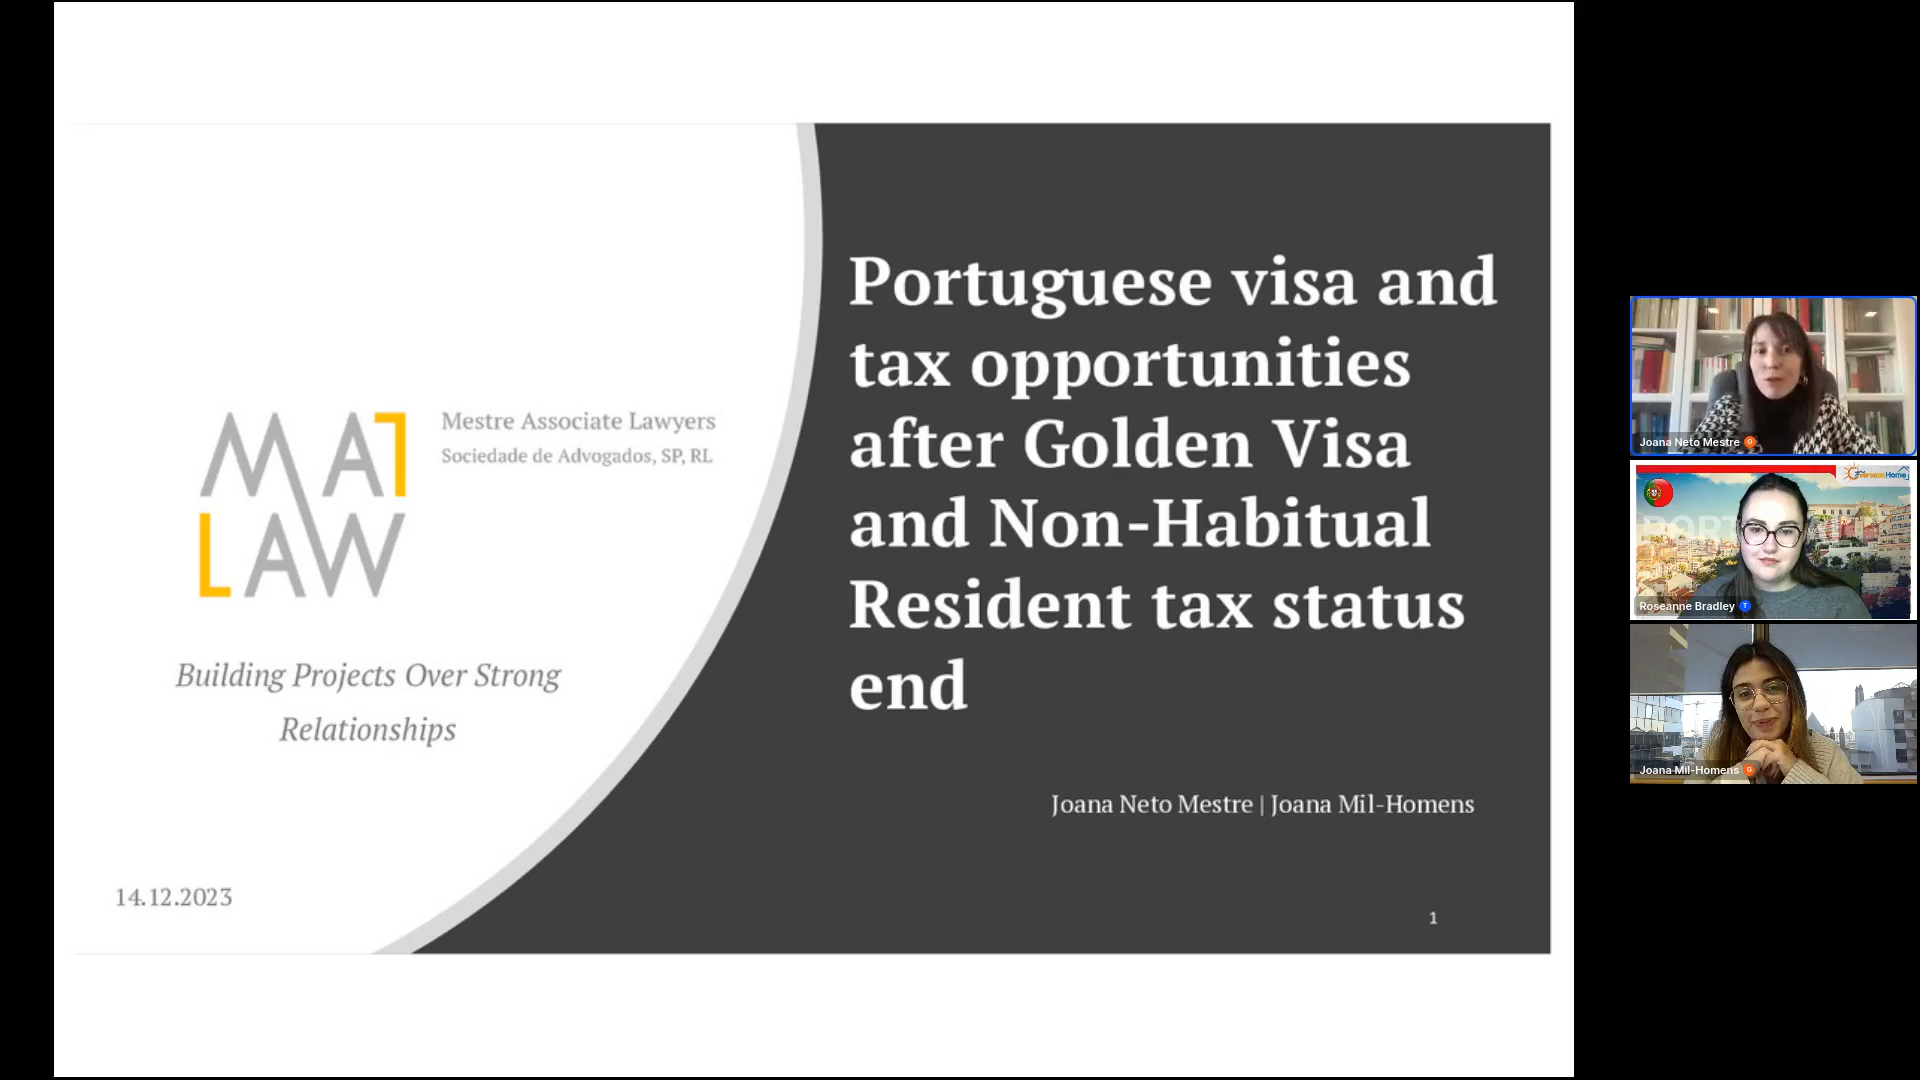 MAT
LAW
Mestre Associate Lawyers
Sociedade de Advogados, SP, RL
Building Projects Over Strong
Relationships
14.12.2023
Portuguese visa and
tax opportunities
after Golden Visa
and Non-Habitual
Resident tax status
end
Joana Neto Mestre | Joana Mil-Homens
1
Joana Neto Mestre
Roseanne Bradley
Joana Mil-Homens